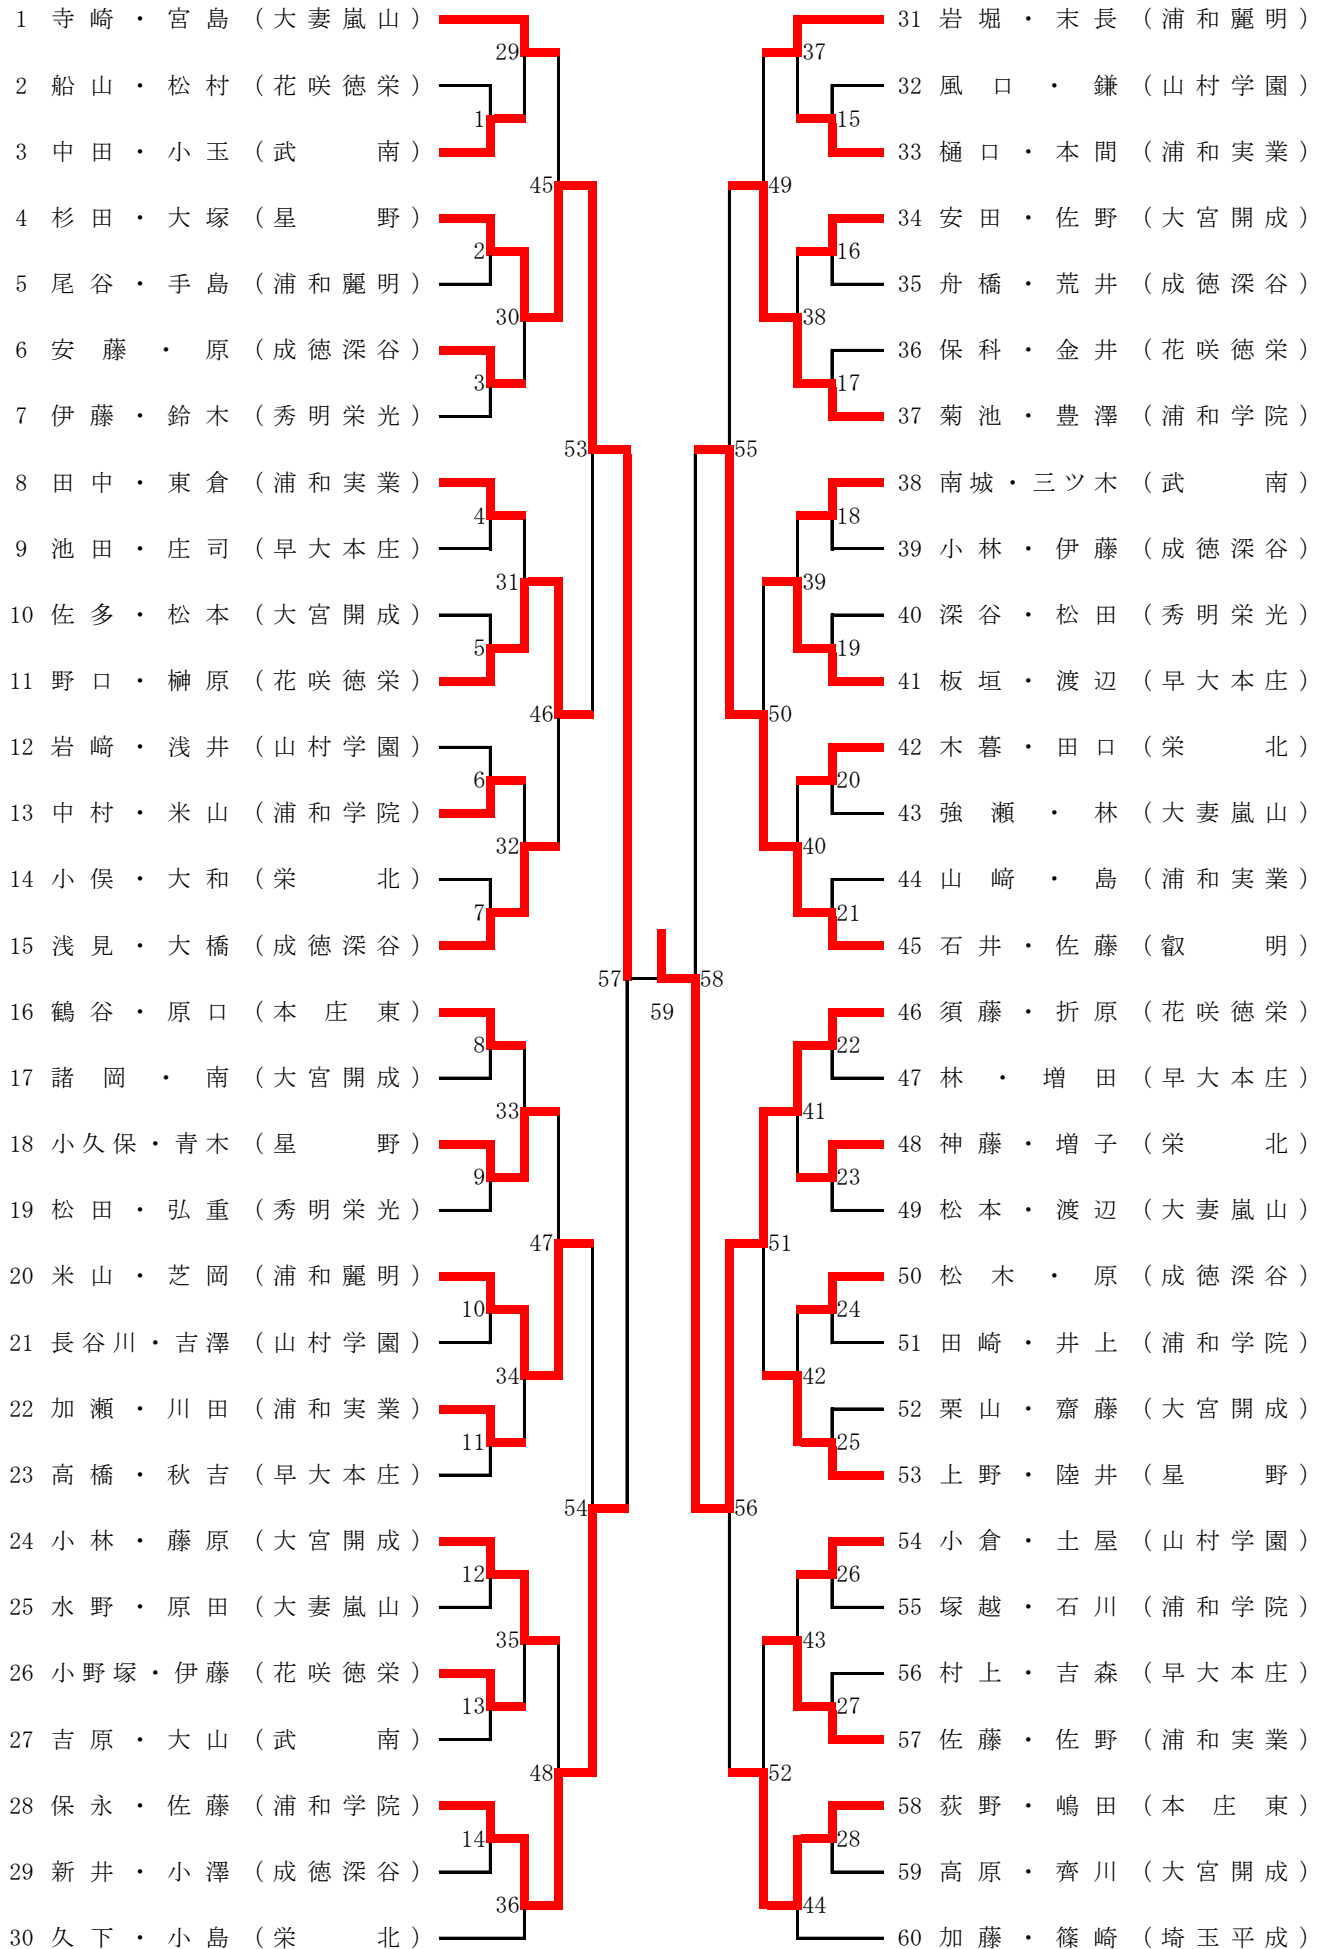 1 寺崎・宮島（大妻嵐山）
2 船山・松村（花咲徳栄）
3 中田・小玉（武南）
4 杉田・大塚（星野）
5 尾谷・手島（浦和麗明）
6 安藤・原（成徳深谷）
7 伊藤・鈴木（秀明栄光）
8 田中・東倉（浦和実業）
9 池田・庄司（早大本庄）
10 佐多・松本（大宮開成）
11 野口・榊原（花咲徳栄）
12 岩﨑・浅井（山村学園）
13 中村・米山（浦和学院）
14 小俣・大和（栄北）
15 浅見・大橋（成徳深谷）
16 鶴谷・原口（本庄東）
17 諸岡・南（大宮開成）
18 小久保・青木（星野）
19 松田・弘重（秀明栄光）
20 米山・芝岡（浦和麗明）
21 長谷川・吉澤（山村学園）
22 加瀬・川田（浦和実業）
23 高橋・秋吉（早大本庄）
24 小林・藤原（大宮開成）
25 水野・原田（大妻嵐山）
26 小野塚・伊藤（花咲徳栄）
27 吉原・大山（武南）
28 保永・佐藤（浦和学院）
29 新井・小澤（成徳深谷）
30 久下・小島（栄北）
29
1
45
2
30
3
53
4
31
5
46
6
32
7
57
8
33
9
47
10
34
11
54
12
35
13
48
14
36
59
37
15
49
16
38
17
55
18
39
19
50
20
40
21
58
22
41
23
51
24
42
25
56
26
43
27
52
28
44
31 岩堀・末長（浦和麗明）
32 風口・鎌（山村学園）
33 樋口・本間（浦和実業）
34 安田・佐野（大宮開成）
35 舟橋・荒井（成徳深谷）
36 保科・金井（花咲徳栄）
37 菊池・豊澤（浦和学院）
38 南城・三ツ木（武南）
39 小林・伊藤（成徳深谷）
40 深谷・松田（秀明栄光）
41 板垣・渡辺（早大本庄）
42 木暮・田口（栄北）
43 強瀬・林（大妻嵐山）
44 山﨑・島（浦和実業）
45 石井・佐藤（叡明）
46 須藤・折原（花咲徳栄）
47 林・増田（早大本庄）
48 神藤・増子（栄北）
49 松本・渡辺（大妻嵐山）
50 松木・原（成徳深谷）
51 田崎・井上（浦和学院）
52 栗山・齋藤（大宮開成）
53 上野・陸井（星野）
54 小倉・土屋（山村学園）
55 塚越・石川（浦和学院）
56 村上・吉森（早大本庄）
57 佐藤・佐野（浦和実業）
58 荻野・嶋田（本庄東）
59 高原・齊川（大宮開成）
60 加藤・篠崎（埼玉平成）